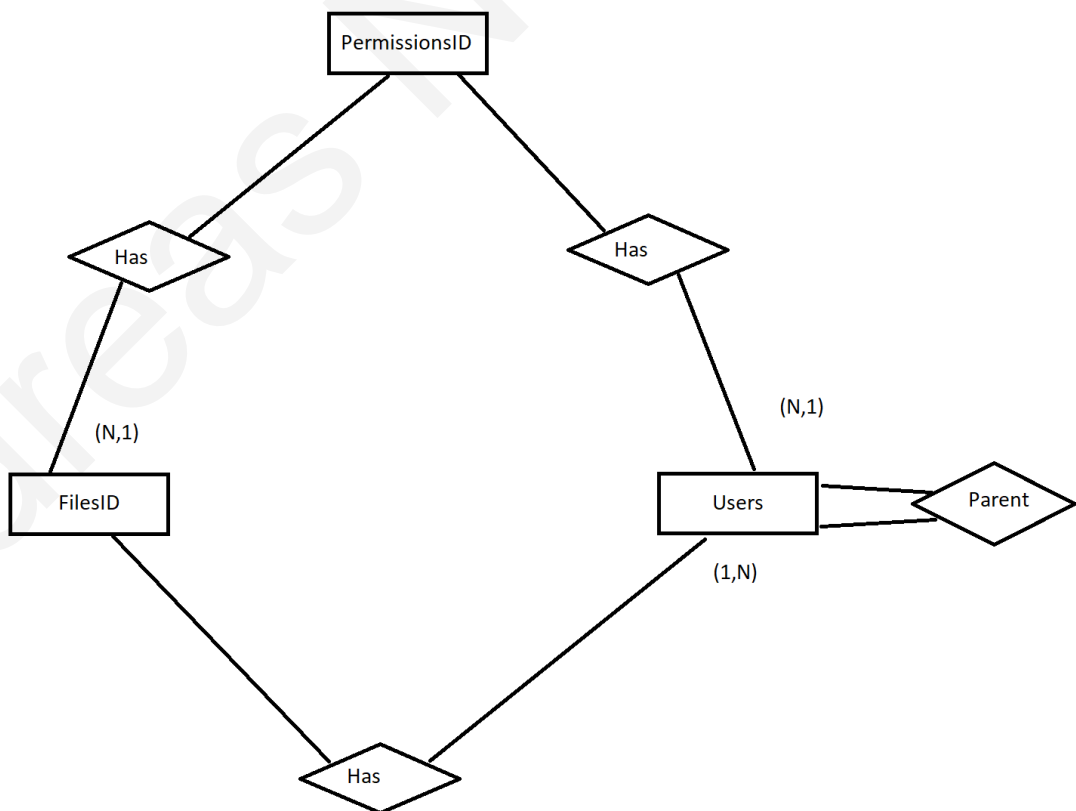 PermissionsID
Has
Has
(N,1)
(N,1)
FilesID
Users
Parent
(1,N)
Has